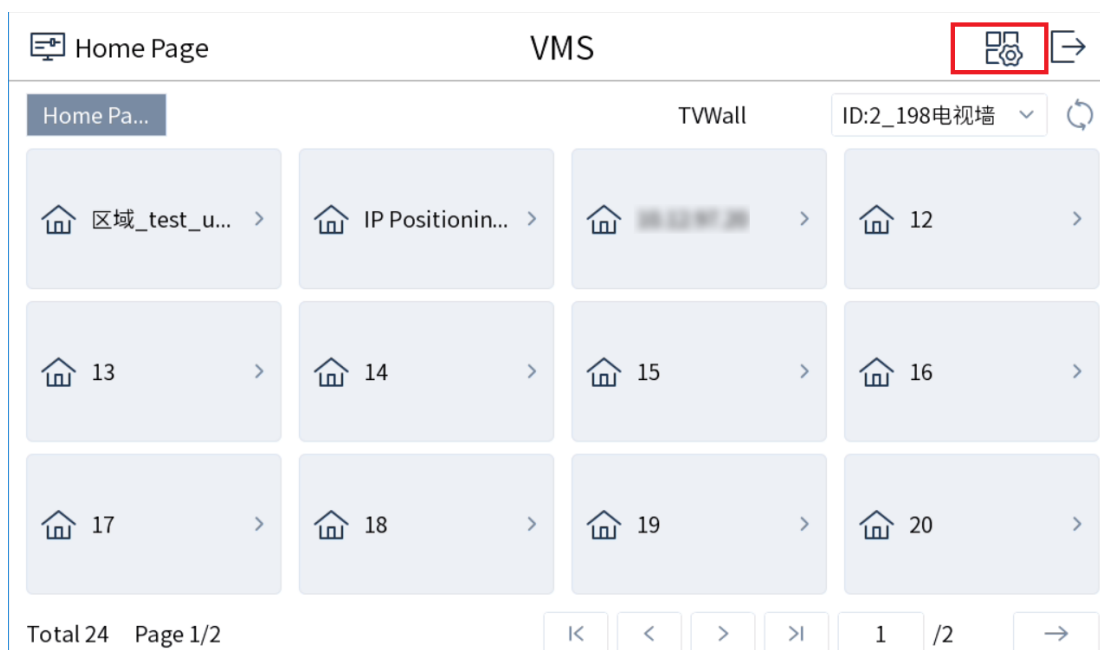 Home Page VMS
Home Pa... TVWall ID:2_198电视墙
区域_test_u... IP Positionin... 12
13 14 15 16
17 18 19 20
Total 24 Page 1/2 1 /2